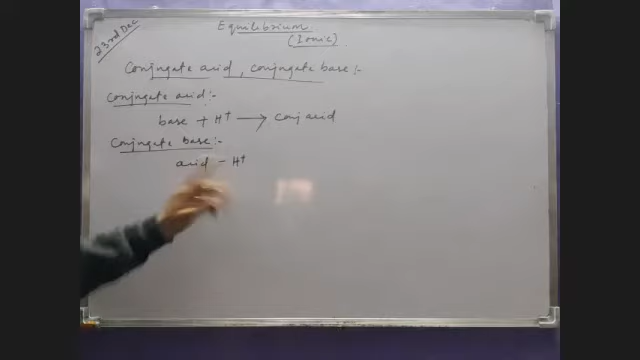 23rd Dec
Equilibrium
(Ionic)
Conjugate acid, conjugate base:-
Conjugate acid:-
base + H+ → conj acid
Conjugate base:-
acid - H+